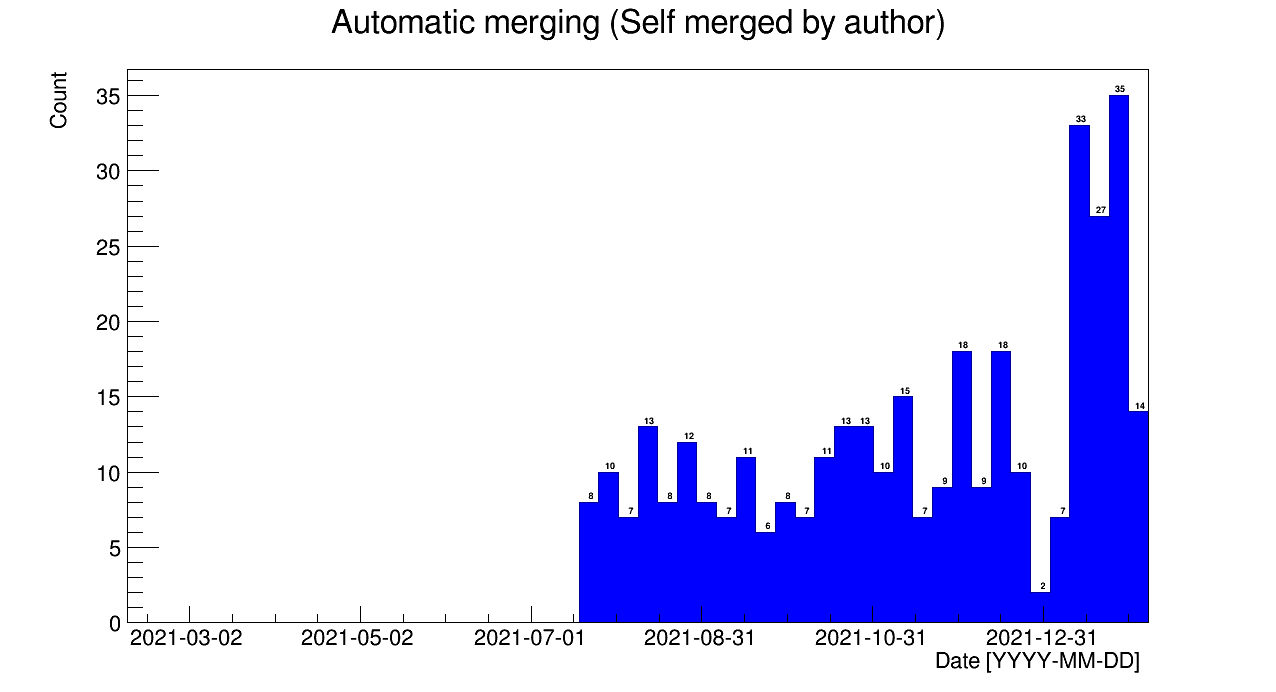 Automatic merging (Self merged by author)
Count
35
30
25
20
15
10
5
0
8 10 7 13 8 12 8 7 11 6 8 7 11 13 13 10 15 7 9 18 9 18 10 2 7 33 27 35 14
2021-03-02 2021-05-02 2021-07-01 2021-08-31 2021-10-31 2021-12-31
Date [YYYY-MM-DD]